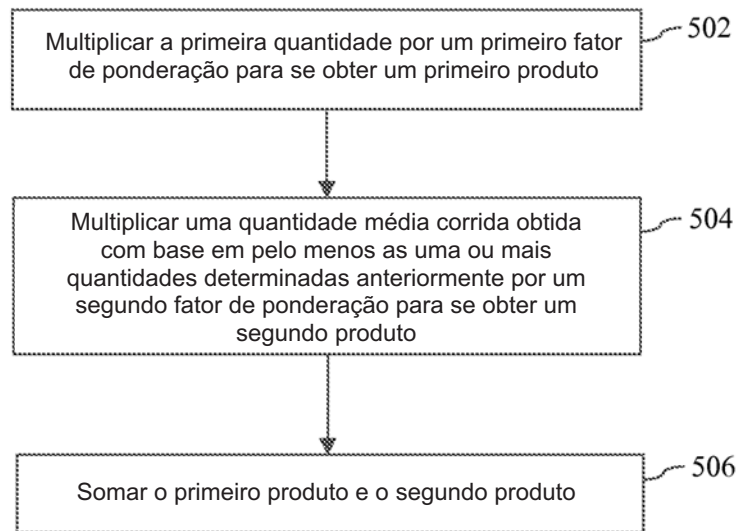 Multiplicar a primeira quantidade por um primeiro fator
de ponderação para se obter um primeiro produto
502
Multiplicar uma quantidade média corrida obtida
com base em pelo menos as uma ou mais
quantidades determinadas anteriormente por um
segundo fator de ponderação para se obter um
segundo produto
504
Somar o primeiro produto e o segundo produto
506